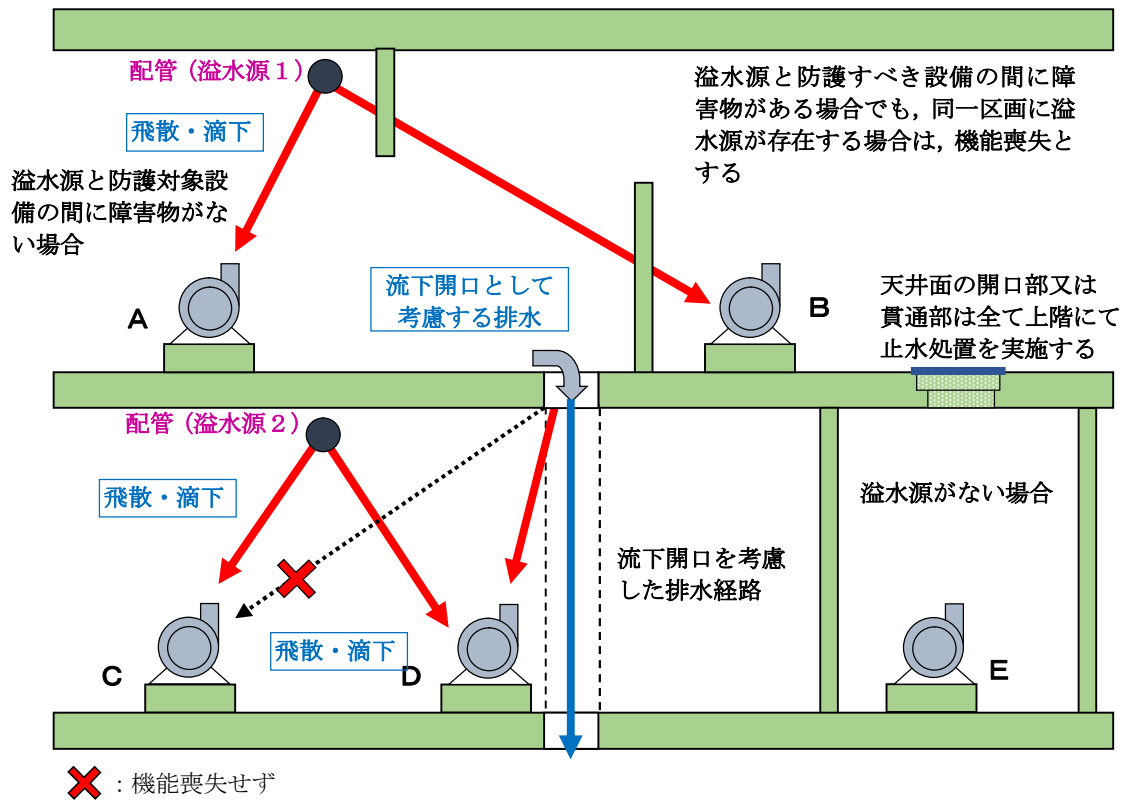 配管（溢水源１）
飛散・滴下
溢水源と防護対象設
備の間に障害物がな
い場合
溢水源と防護すべき設備の間に障
害物がある場合でも，同一区画に溢
水源が存在する場合は，機能喪失と
する
A
流下開口として
考慮する排水
B
天井面の開口部又は
貫通部は全て上階にて
止水処置を実施する
配管（溢水源２）
飛散・滴下
溢水源がない場合
流下開口を考慮
した排水経路
飛散・滴下
C
D
E
：機能喪失せず